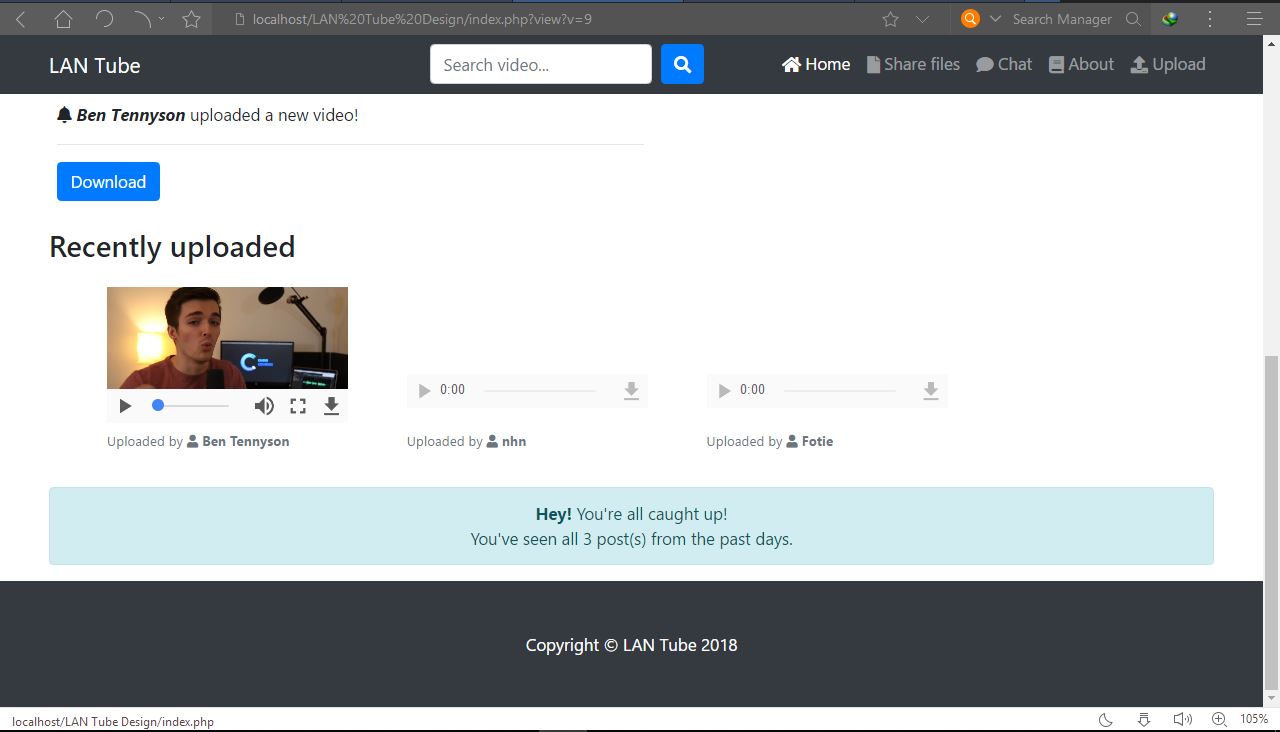 localhost/LAN%20Tube%20Design/index.php?view?v=9
Search Manager
LAN Tube
Search video...
Home
Share files
Chat
About
Upload
Ben Tennyson uploaded a new video!
Download
Recently uploaded
0:00
0:00
Uploaded by Ben Tennyson
Uploaded by nhn
Uploaded by Fotie
Hey! You're all caught up!
You've seen all 3 post(s) from the past days.
Copyright © LAN Tube 2018
localhost/LAN Tube Design/index.php
105%